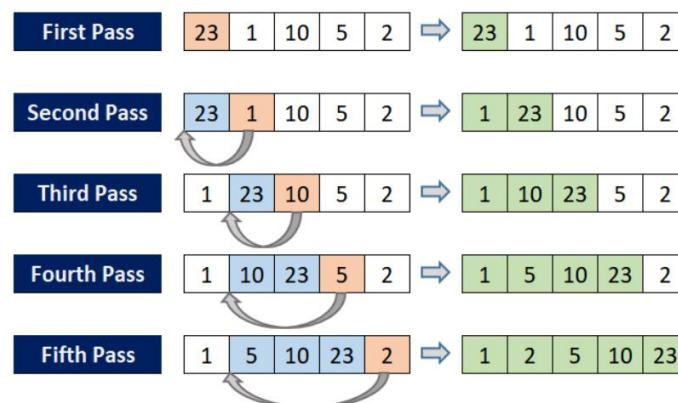 First Pass 23 1 10 5 2 23 1 10 5 2
Second Pass 23 1 10 5 2 1 23 10 5 2
Third Pass 1 23 10 5 2 1 10 23 5 2
Fourth Pass 1 10 23 5 2 1 5 10 23 2
Fifth Pass 1 5 10 23 2 1 2 5 10 23